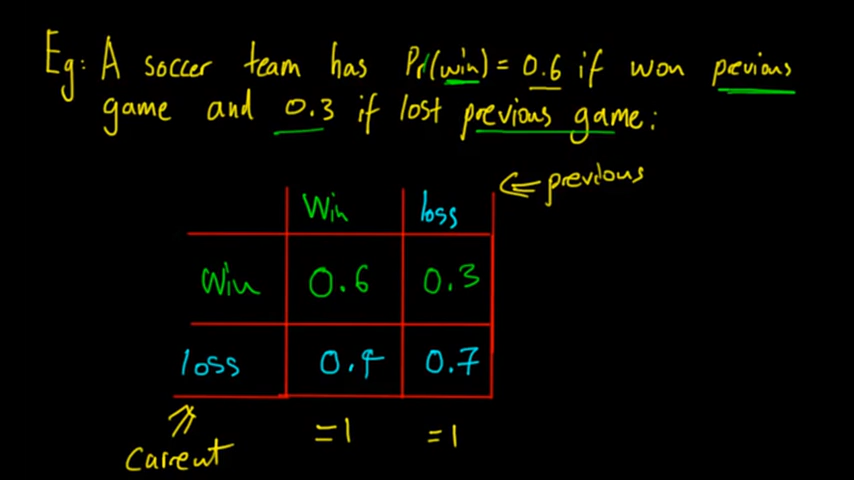 Eg: A soccer team has Pr(win) = 0.6 if won previous
game and 0.3 if lost previous game:
⇐ previous
Win loss
Win 0.6 0.3
loss 0.4 0.7
=1 =1
Current